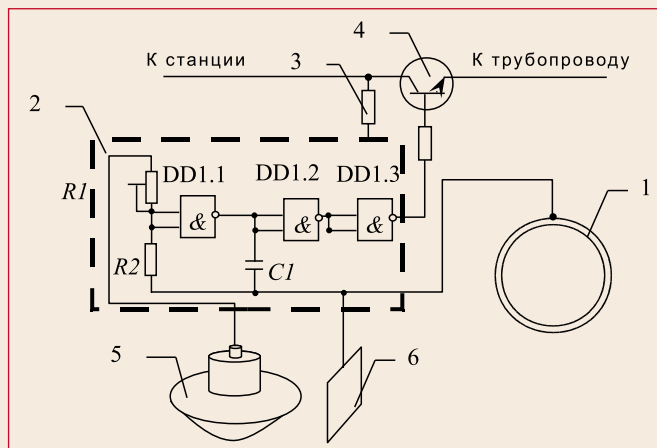 4
К станции
3
К трубопроводу
2
DD1.1
DD1.2
DD1.3
R1
&
&
&
1
R2
C1
5
6